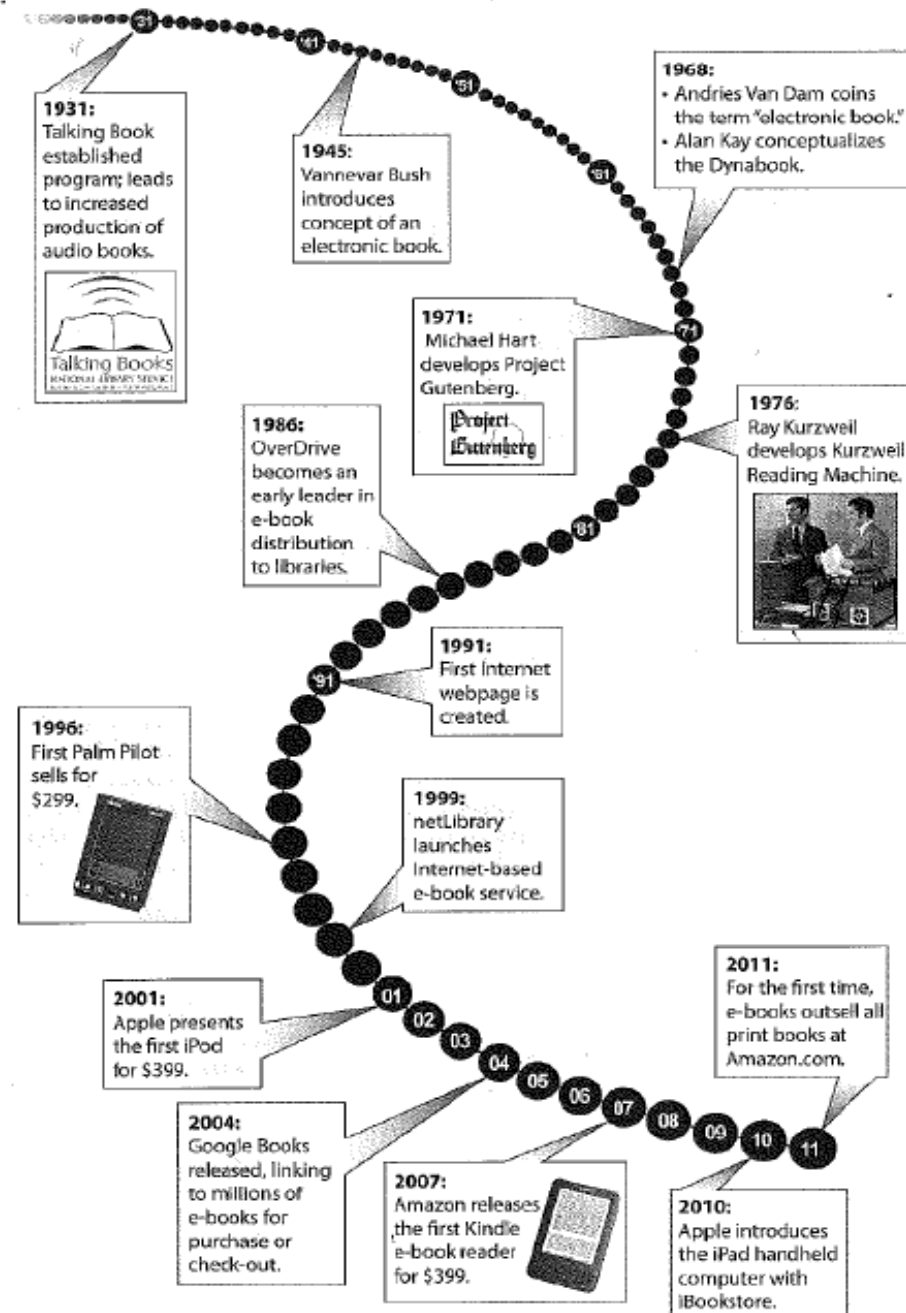 '31
'41
'51
'61
1931:
Talking Book
established
program; leads
to increased
production of
audio books.
Talking Books
NATIONAL LIBRARY SERVICE
1945:
Vannevar Bush
introduces
concept of an
electronic book.
1968:
• Andries Van Dam coins
the term "electronic book."
• Alan Kay conceptualizes
the Dynabook.
'71
1971:
Michael Hart
develops Project
Gutenberg.
Project
Gutenberg
1976:
Ray Kurzweil
develops Kurzweil
Reading Machine.
'81
1986:
OverDrive
becomes an
early leader in
e-book
distribution
to libraries.
'91
1991:
First Internet
webpage is
created.
1996:
First Palm Pilot
sells for
$299.
1999:
netLibrary
launches
Internet-based
e-book service.
01
02
03
04
05
06
07
08
09
10
11
2001:
Apple presents
the first iPod
for $399.
2004:
Google Books
released, linking
to millions of
e-books for
purchase or
check-out.
2007:
Amazon releases
the first Kindle
e-book reader
for $399.
2010:
Apple introduces
the iPad handheld
computer with
iBookstore.
2011:
For the first time,
e-books outsell all
print books at
Amazon.com.